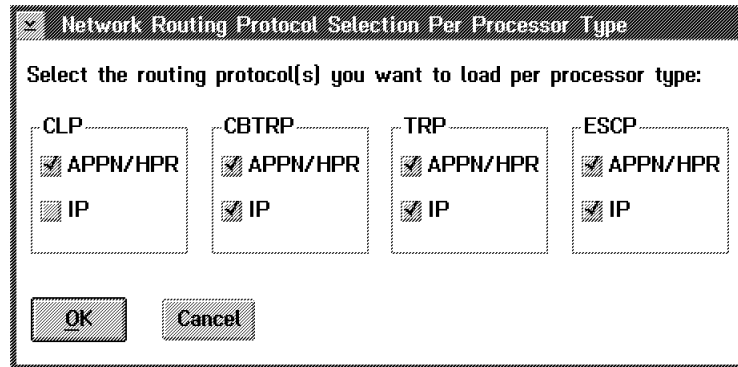 Network Routing Protocol Selection Per Processor Type
Select the routing protocol(s) you want to load per processor type:
CLP CBTRP TRP ESCP
APPN/HPR APPN/HPR APPN/HPR APPN/HPR
IP IP IP IP
OK Cancel